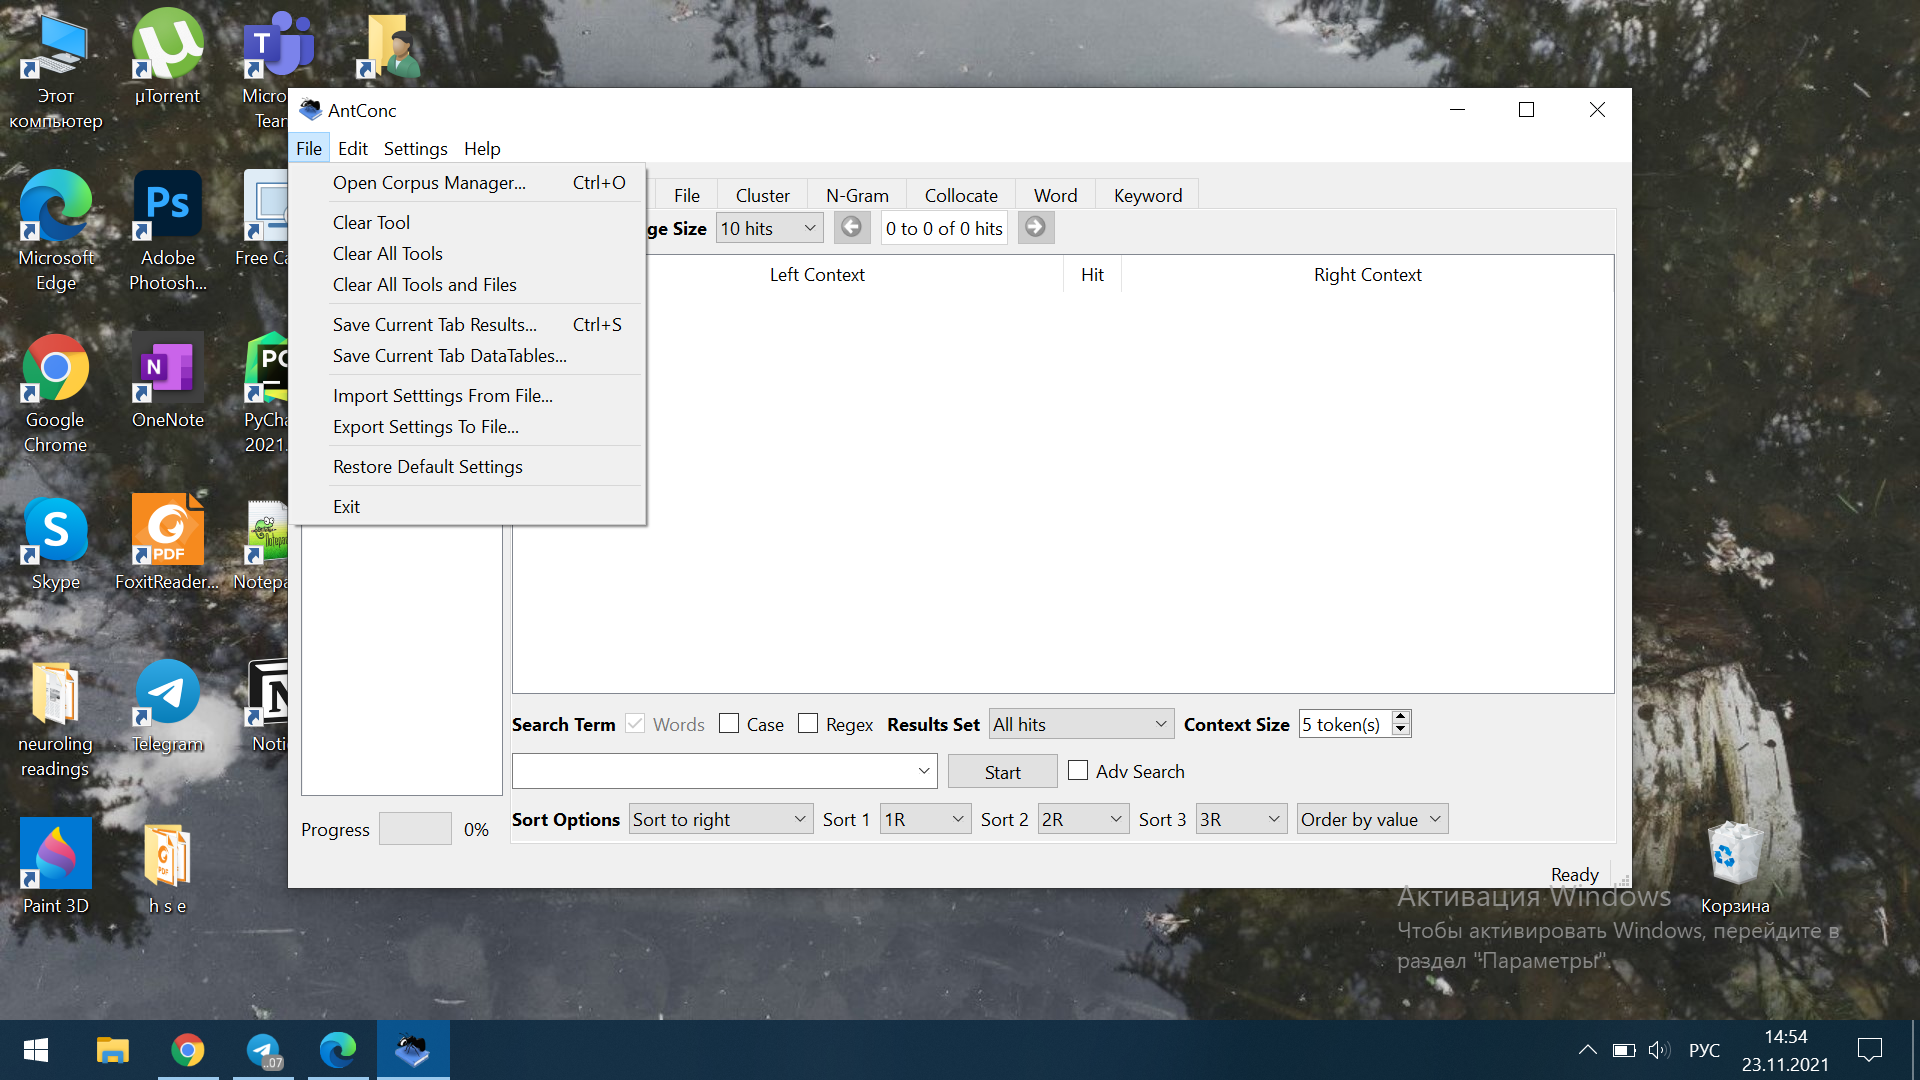 Этот
компьютер
µTorrent
Micro
Tean
AntConc
File Edit Settings Help
Open Corpus Manager... Ctrl+O
Clear Tool
Clear All Tools
Clear All Tools and Files
Save Current Tab Results... Ctrl+S
Save Current Tab DataTables...
Import Setttings From File...
Export Settings To File...
Restore Default Settings
Exit
File Cluster N-Gram Collocate Word Keyword
ge Size 10 hits 0 to 0 of 0 hits
Left Context Hit Right Context
Search Term Words Case Regex Results Set All hits Context Size 5 token(s)
Start Adv Search
Sort Options Sort to right Sort 1 1R Sort 2 2R Sort 3 3R Order by value
Progress 0%
Ready
Microsoft
Edge
Ps
Adobe
Photosh...
Free Ca
Google
Chrome
N
OneNote
PC
PyCha
2021.
S
Skype
PDF
FoxitReader...
Notepa
neuroling
readings
Telegram
Noti
Paint 3D
h s e
Корзина
Активация Windows
Чтобы активировать Windows, перейдите в
раздел "Параметры".
..07
РУС
14:54
23.11.2021